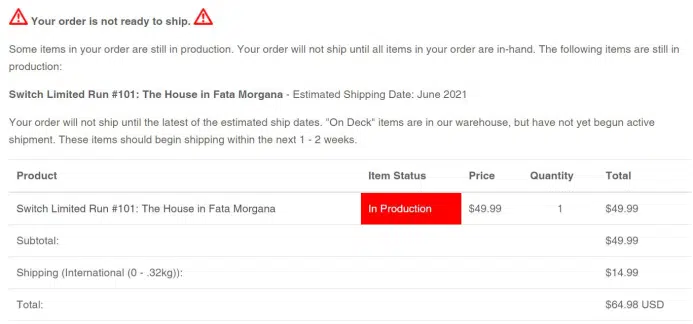 Your order is not ready to ship.
Some items in your order are still in production. Your order will not ship until all items in your order are in-hand. The following items are still in
production:
Switch Limited Run #101: The House in Fata Morgana - Estimated Shipping Date: June 2021
Your order will not ship until the latest of the estimated ship dates. "On Deck" items are in our warehouse, but have not yet begun active
shipment. These items should begin shipping within the next 1 - 2 weeks.
Product Item Status Price Quantity Total
Switch Limited Run #101: The House in Fata Morgana In Production $49.99 1 $49.99
Subtotal: $49.99
Shipping (International (0 - .32kg)): $14.99
Total: $64.98 USD